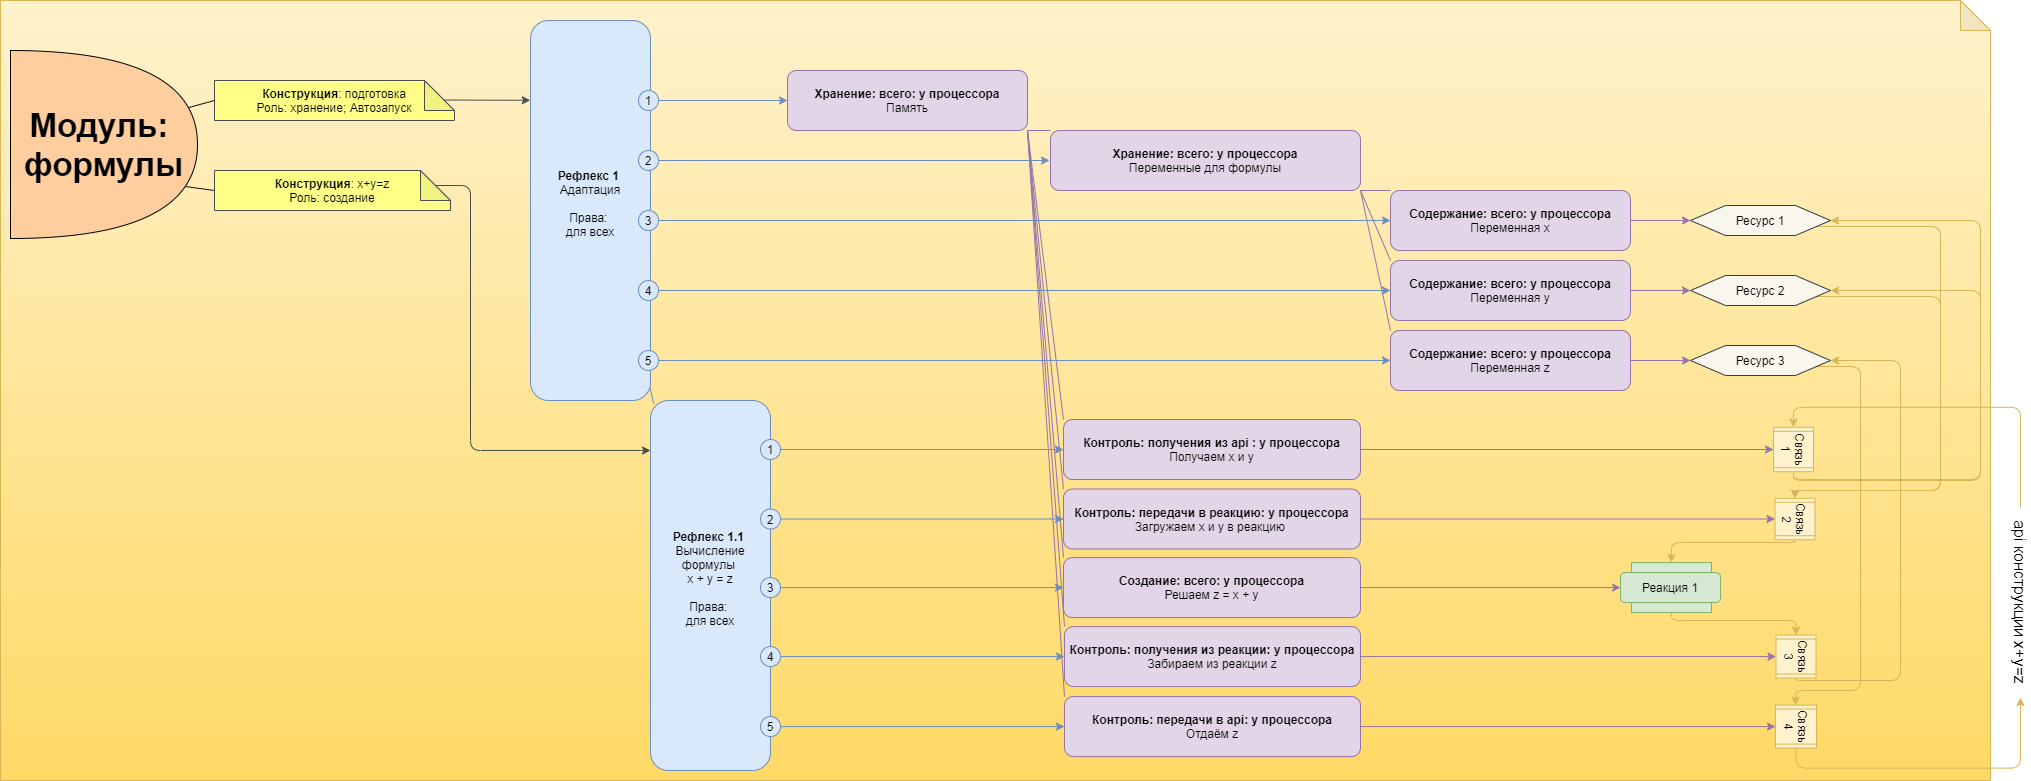 Модуль:
формулы
Конструкция: подготовка
Роль: хранение; Автозапуск
Конструкция: x+y=z
Роль: создание
Рефлекс 1
Адаптация
Права:
для всех
1
2
3
4
5
Хранение: всего: у процессора
Память
Хранение: всего: у процессора
Переменные для формулы
Содержание: всего: у процессора
Переменная x
Ресурс 1
Содержание: всего: у процессора
Переменная y
Ресурс 2
Содержание: всего: у процессора
Переменная z
Ресурс 3
Рефлекс 1.1
Вычисление
формулы
x + y = z
Права:
для всех
1
2
3
4
5
Контроль: получения из api : у процессора
Получаем x и y
Связь
1
Контроль: передачи в реакцию: у процессора
Загружаем x и y в реакцию
Связь
2
Создание: всего: у процессора
Решаем z = x + y
Реакция 1
Контроль: получения из реакции: у процессора
Забираем из реакции z
Связь
3
Контроль: передачи в api: у процессора
Отдаём z
Связь
4
api конструкции x+y=z